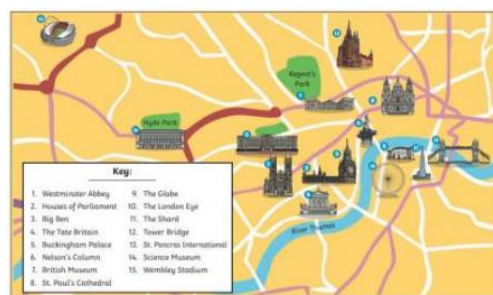 Regent's
Park
Hyde Park
River Thames
Key:
1. Westminster Abbey
2. Houses of Parliament
3. Big Ben
4. The Tate Britain
5. Buckingham Palace
6. Nelson's Column
7. British Museum
8. St. Paul's Cathedral
9. The Globe
10. The London Eye
11. The Shard
12. Tower Bridge
13. St. Pancras International
14. Science Museum
15. Wembley Stadium